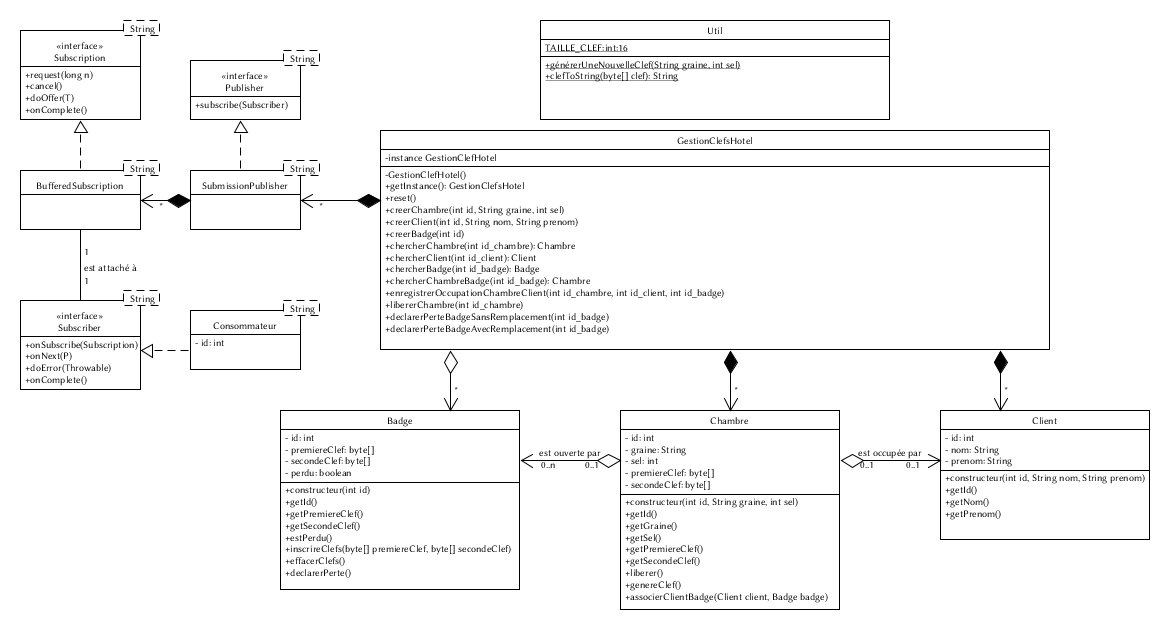 String
«interface»
Subscription
+request(long n)
+cancel()
+doOffer(T)
+onComplete()
String
«interface»
Publisher
+subscribe(Subscriber)
Util
TAILLE_CLEF:int:16
+générerUneNouvelleClef(String graine, int sel)
+clefToString(byte[] clef): String
String
BufferedSubscription
String
SubmissionPublisher
*
*
GestionClefsHotel
-instance GestionClefHotel
-GestionClefHotel()
+getInstance(): GestionClefsHotel
+reset()
+creerChambre(int id, String graine, int sel)
+creerClient(int id, String nom, String prenom)
+creerBadge(int id)
+chercherChambre(int id_chambre): Chambre
+chercherClient(int id_client): Client
+chercherBadge(int id_badge): Badge
+chercherChambreBadge(int id_badge): Chambre
+enregistrerOccupationChambreClient(int id_chambre, int id_client, int id_badge)
+libererChambre(int id_chambre)
+declarerPerteBadgeSansRemplacement(int id_badge)
+declarerPerteBadgeAvecRemplacement(int id_badge)
1
est attaché à
1
String
«interface»
Subscriber
+onSubscribe(Subscription)
+onNext(P)
+doError(Throwable)
+onComplete()
String
Consommateur
- id: int
*
*
*
Badge
- id: int
- premiereClef: byte[]
- secondeClef: byte[]
- perdu: boolean
+constructeur(int id)
+getId()
+getPremiereClef()
+getSecondeClef()
+estPerdu()
+inscrireClefs(byte[] premiereClef, byte[] secondeClef)
+effacerClefs()
+declarerPerte()
est ouverte par
0..n 0..1
Chambre
- id: int
- graine: String
- sel: int
- premiereClef: byte[]
- secondeClef: byte[]
+constructeur(int id, String graine, int sel)
+getId()
+getGraine()
+getSel()
+getPremiereClef()
+getSecondeClef()
+liberer()
+genereClef()
+associerClientBadge(Client client, Badge badge)
est occupée par
0..1 0..1
Client
- id: int
- nom: String
- prenom: String
+constructeur(int id, String nom, String prenom)
+getId()
+getNom()
+getPrenom()